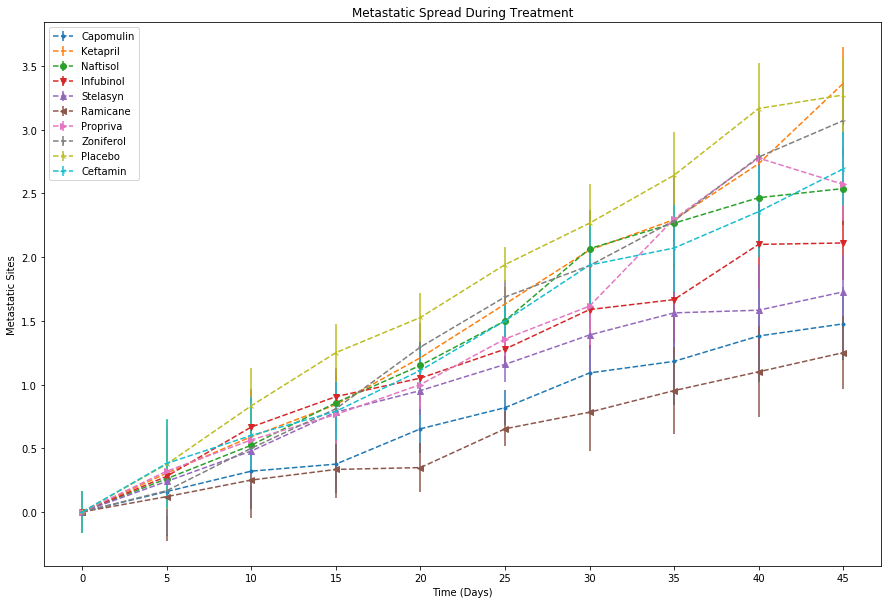 Metastatic Spread During Treatment
Capomulin
Ketapril
Naftisol
Infubinol
Stelasyn
Ramicane
Propriva
Zoniferol
Placebo
Ceftamin
Metastatic Sites
3.5
3.0
2.5
2.0
1.5
1.0
0.5
0.0
0 5 10 15 20 25 30 35 40 45
Time (Days)